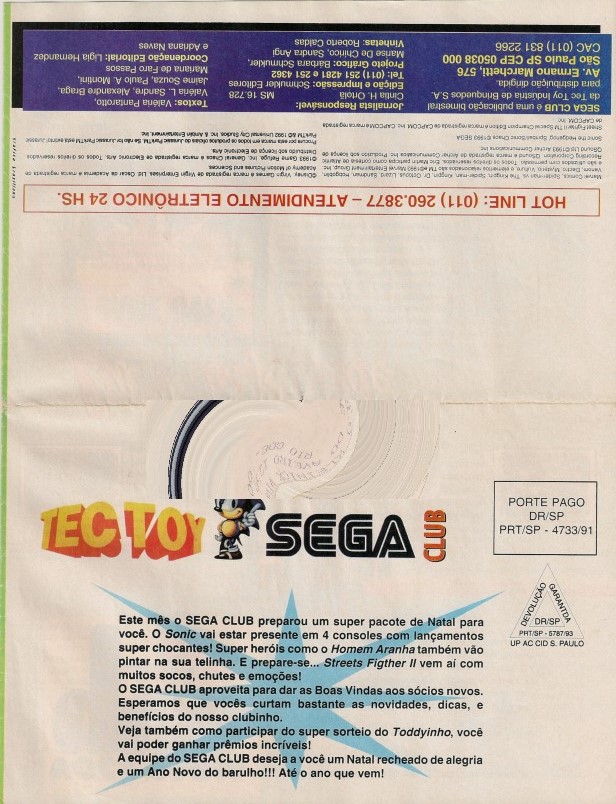 TEC TOY SEGA CLUB
PORTE PAGO
DR/SP
PRT/SP - 4733/91
DEVOLUÇÃO GARANTIDA
DR/SP
PRT/SP - 5787/93
UP AC CID S. PAULO
Este mês o SEGA CLUB preparou um super pacote de Natal para
você. O Sonic vai estar presente em 4 consoles com lançamentos
super chocantes! Super heróis como o Homem Aranha também vão
pintar na sua telinha. E prepare-se... Streets Figther II vem aí com
muitos socos, chutes e emoções!
O SEGA CLUB aproveita para dar as Boas Vindas aos sócios novos.
Esperamos que vocês curtam bastante as novidades, dicas, e
benefícios do nosso clubinho.
Veja também como participar do super sorteio do Toddyinho, você
vai poder ganhar prêmios incríveis!
A equipe do SEGA CLUB deseja a você um Natal recheado de alegria
e um Ano Novo do barulho!!! Até o ano que vem!
HOT LINE: (011) 260.3877 – ATENDIMENTO ELETRÔNICO 24 HS.
SEGA CLUB é uma publicação bimestral
da Tec Toy Indústria de Brinquedos S.A.
para distribuição dirigida.
Av. Ermano Marchetti, 576,
São Paulo SP CEP 05038 000
CAC (011) 831 2266
Jornalista Responsável:
Cintia H. Oriola MS 16.728
Edição e Impressão: Schmukler Editores
Tel: (011) 251 4281 e 251 4362
Projeto Gráfico: Bárbara Schmukler,
Marise De Chirico, Sandra Angi
Vinhetas: Roberto Caldas
Textos: Valéria Pantaroto,
Valéria L. Sandre, Alexandre Braga,
Jaime Souza, Paulo A. Montini,
Mariana de Faro Passos
Coordenação Editorial: Lígia Hernandez
e Adriana Naves